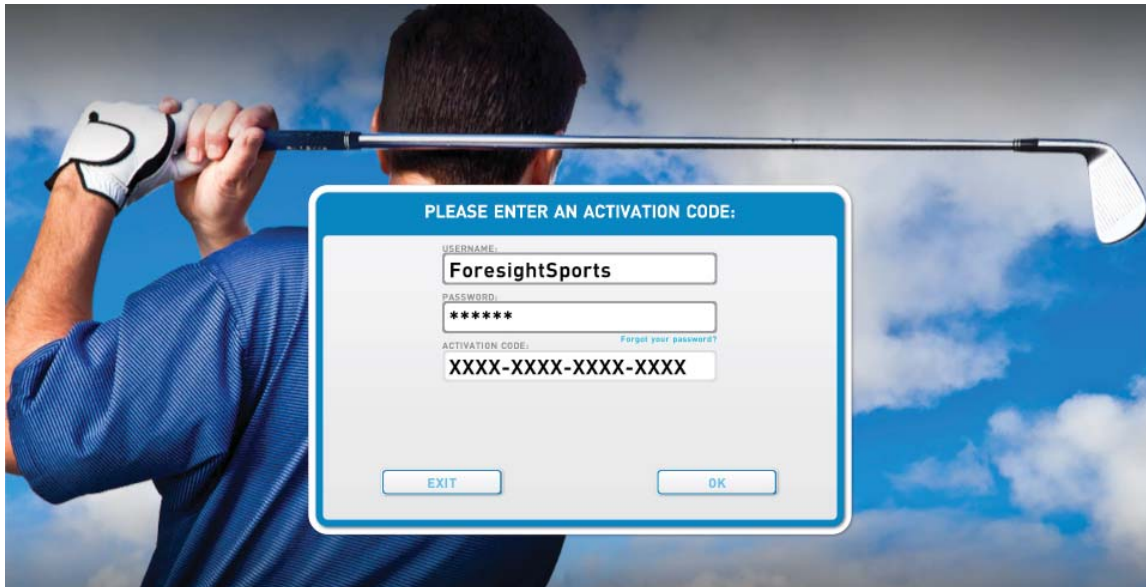 PLEASE ENTER AN ACTIVATION CODE:
USERNAME:
ForesightSports
PASSWORD:
******
Forgot your password?
ACTIVATION CODE:
XXXX-XXXX-XXXX-XXXX
EXIT
OK